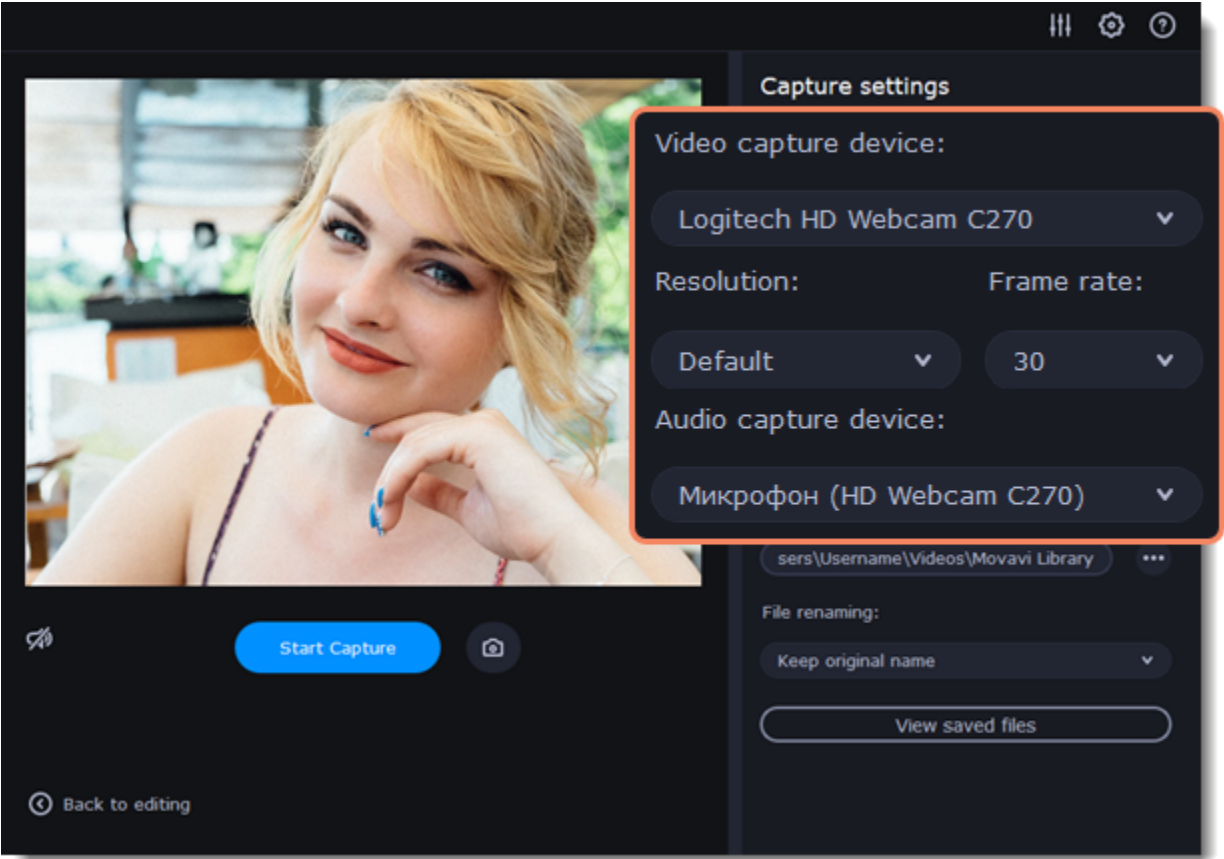 Capture settings
Video capture device:
Logitech HD Webcam C270
Resolution: Frame rate:
Default 30
Audio capture device:
Микрофон (HD Webcam C270)
sers\Username\Videos\Movavi Library
File renaming:
Keep original name
View saved files
Start Capture
Back to editing